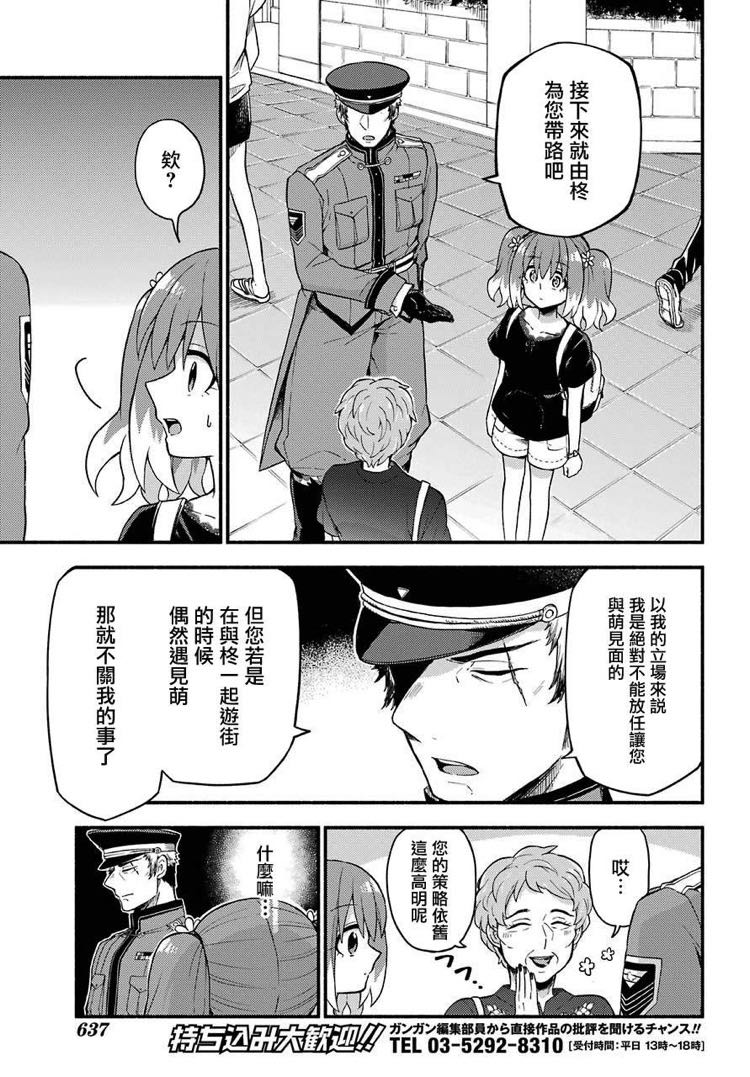 接下來就由柊
為您帶路吧
欸?
以我的立場來説
我是絕對不能放任讓您
與萌見面的
但您若是
在與柊一起遊街
的時候
偶然遇見萌
那就不關我的事了
哎…
您的策略依舊
這麼高明呢
什麼嘛……
637
持ち込み大歓迎!!
ガンガン編集部員から直接作品の批評を聞けるチャンス!!
TEL 03-5292-8310 [受付時間:平日 13時〜18時]